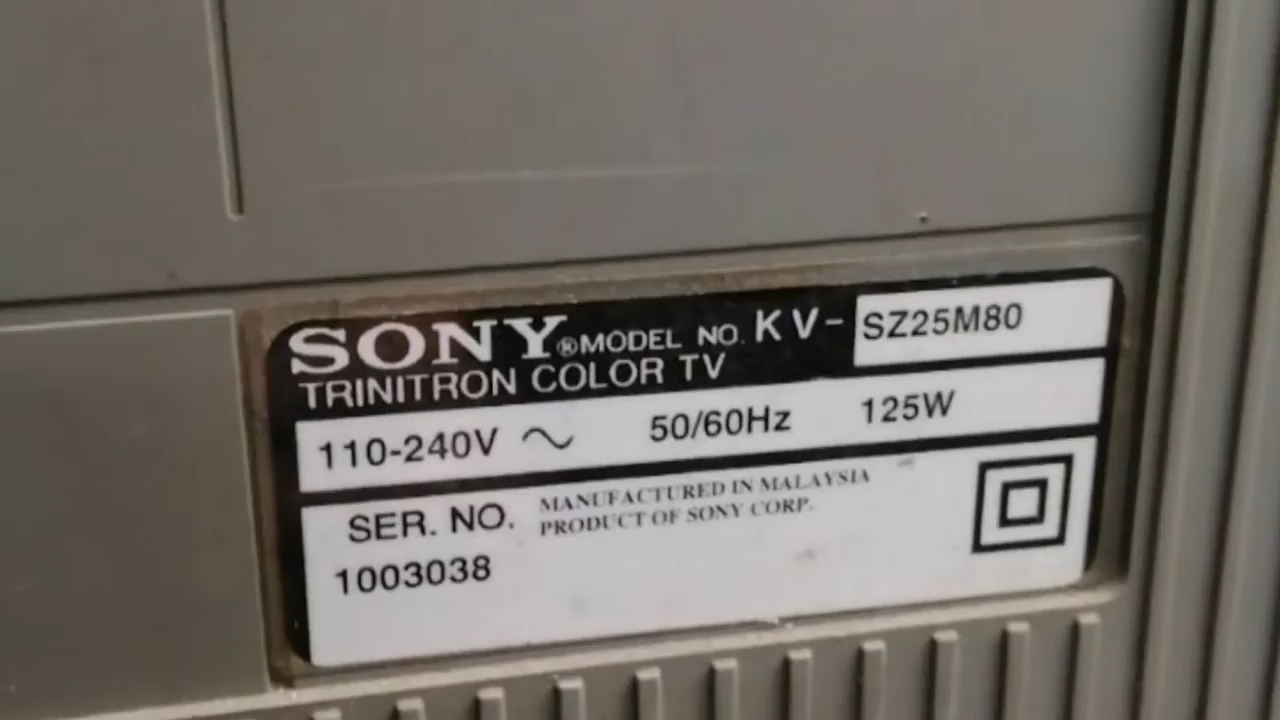 SONY® MODEL NO. KV- SZ25M80
TRINITRON COLOR TV
110-240V ~ 50/60Hz 125W
SER. NO. MANUFACTURED IN MALAYSIA
PRODUCT OF SONY CORP.
1003038